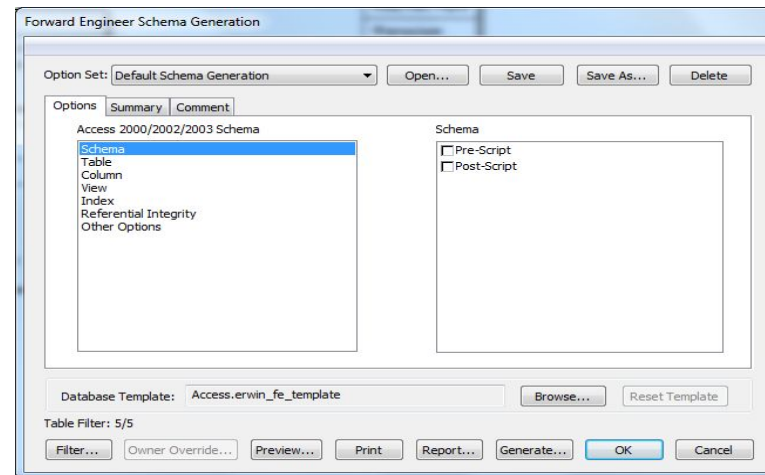 Forward Engineer Schema Generation
Option Set: Default Schema Generation Open... Save Save As... Delete
Options Summary Comment
Access 2000/2002/2003 Schema Schema
Schema Pre-Script
Table Post-Script
Column
View
Index
Referential Integrity
Other Options
Database Template: Access.erwin_fe_template Browse... Reset Template
Table Filter: 5/5
Filter... Owner Override... Preview... Print Report... Generate... OK Cancel